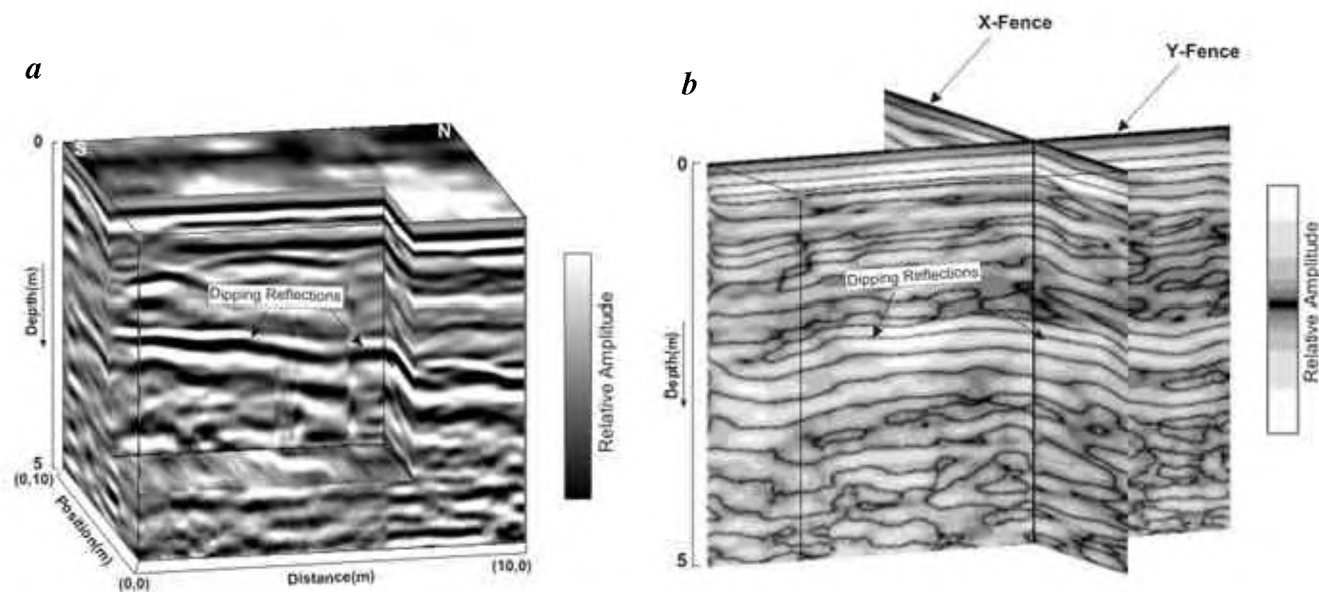 a
S
N
0
Depth(m)
Dipping Reflections
5
(0,10)
Position(m)
(0,0)
Distance(m)
(10,0)
Relative Amplitude
b
X-Fence
Y-Fence
0
Depth(m)
Dipping Reflections
5
Relative Amplitude